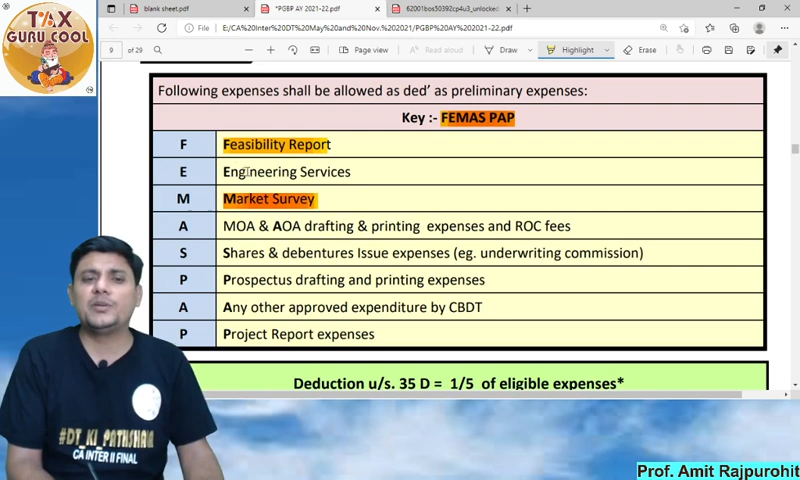 TAX
GURU COOL
blank sheet.pdf
*PGBP AY 2021-22.pdf
62001bos50392cp4u3_unlocked
9 of 29
E:/CA%20Inter%20DT%20May%20and%20Nov.%202021/PGBP%20AY%202021-22.pdf
Page view
Read aloud
Draw
Highlight
Erase
Following expenses shall be allowed as ded' as preliminary expenses:
Key :- FEMAS PAP
F Feasibility Report
E Engineering Services
M Market Survey
A MOA & AOA drafting & printing expenses and ROC fees
S Shares & debentures Issue expenses (eg. underwriting commission)
P Prospectus drafting and printing expenses
A Any other approved expenditure by CBDT
P Project Report expenses
Deduction u/s. 35 D = 1/5 of eligible expenses*
#DT_KI_PATHSHALA
CA INTER II FINAL
Prof. Amit Rajpurohit